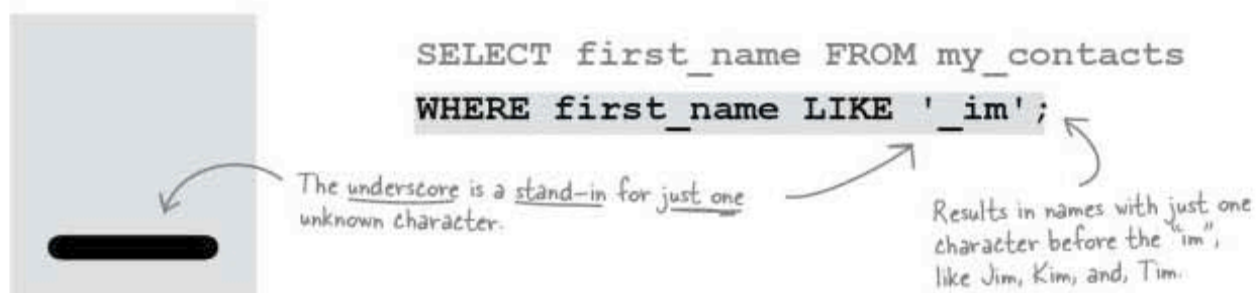 SELECT first_name FROM my_contacts
WHERE first_name LIKE '_im';
The underscore is a stand-in for just one
unknown character.
Results in names with just one
character before the "im",
like Jim, Kim, and, Tim.